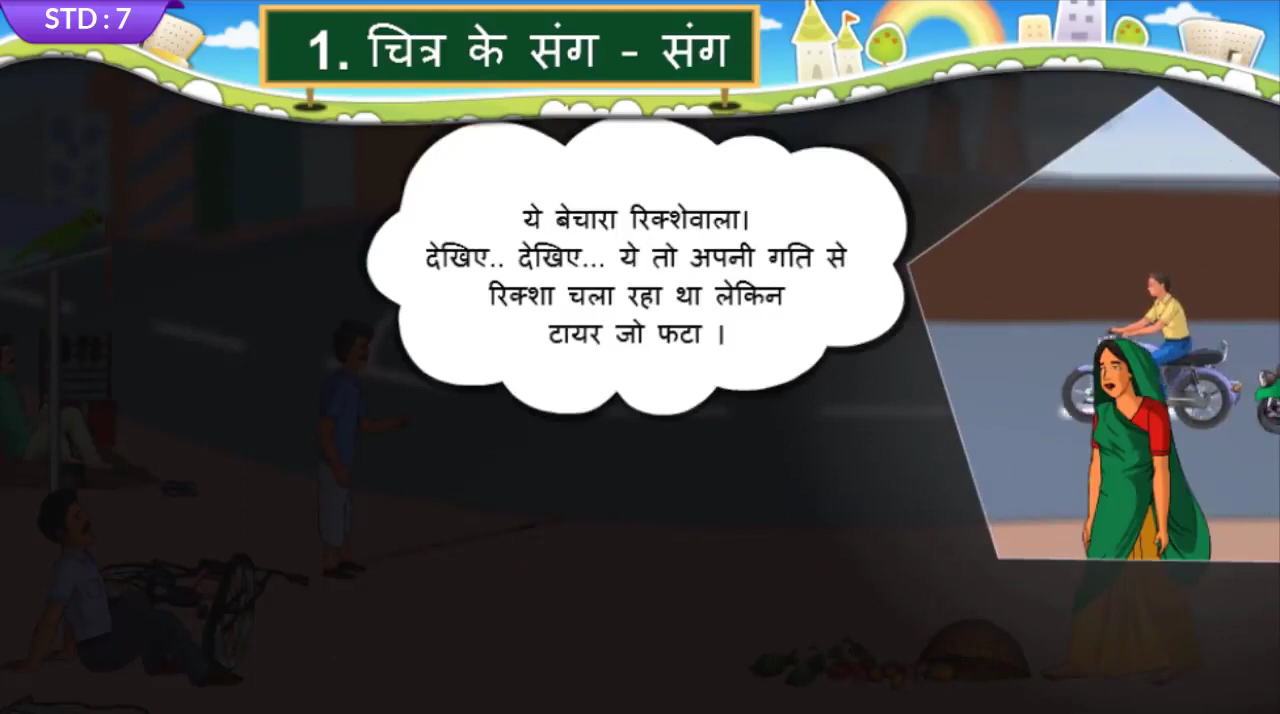 STD : 7
1. चित्र के संग - संग
ये बेचारा रिक्शेवाला।
देखिए.. देखिए... ये तो अपनी गति से
रिक्शा चला रहा था लेकिन
टायर जो फटा ।